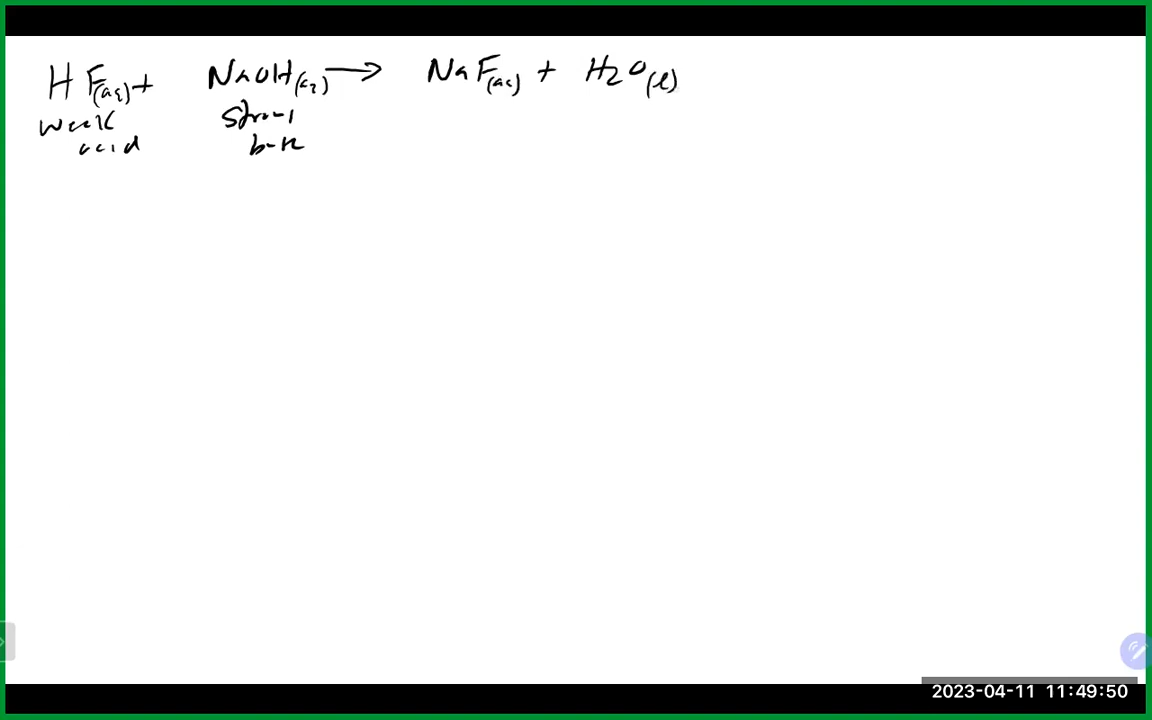 HF(aq) + NaOH(aq) → NaF(aq) + H2O(l)
weak strong
acid base
2023-04-11 11:49:50